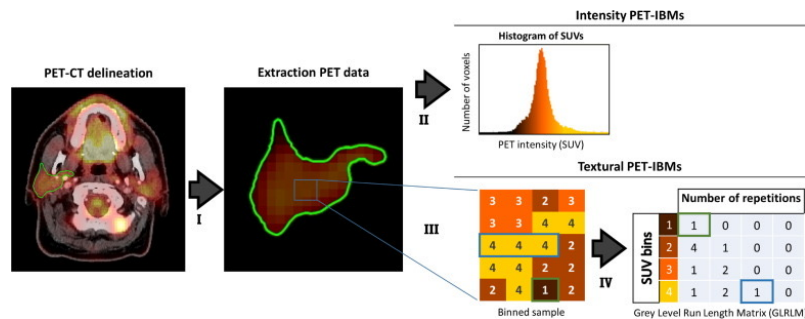 Intensity PET-IBMs
PET-CT delineation
Extraction PET data
Histogram of SUVs
Number of voxels
PET intensity (SUV)
I
II
Textural PET-IBMs
III
3 3 2 3
3 3 4 4
4 4 4 2
4 4 2 2
2 4 1 2
Binned sample
IV
Number of repetitions
SUV bins
1 1 0 0 0
2 4 1 0 0
3 1 2 0 0
4 1 2 1 0
Grey Level Run Length Matrix (GLRLM